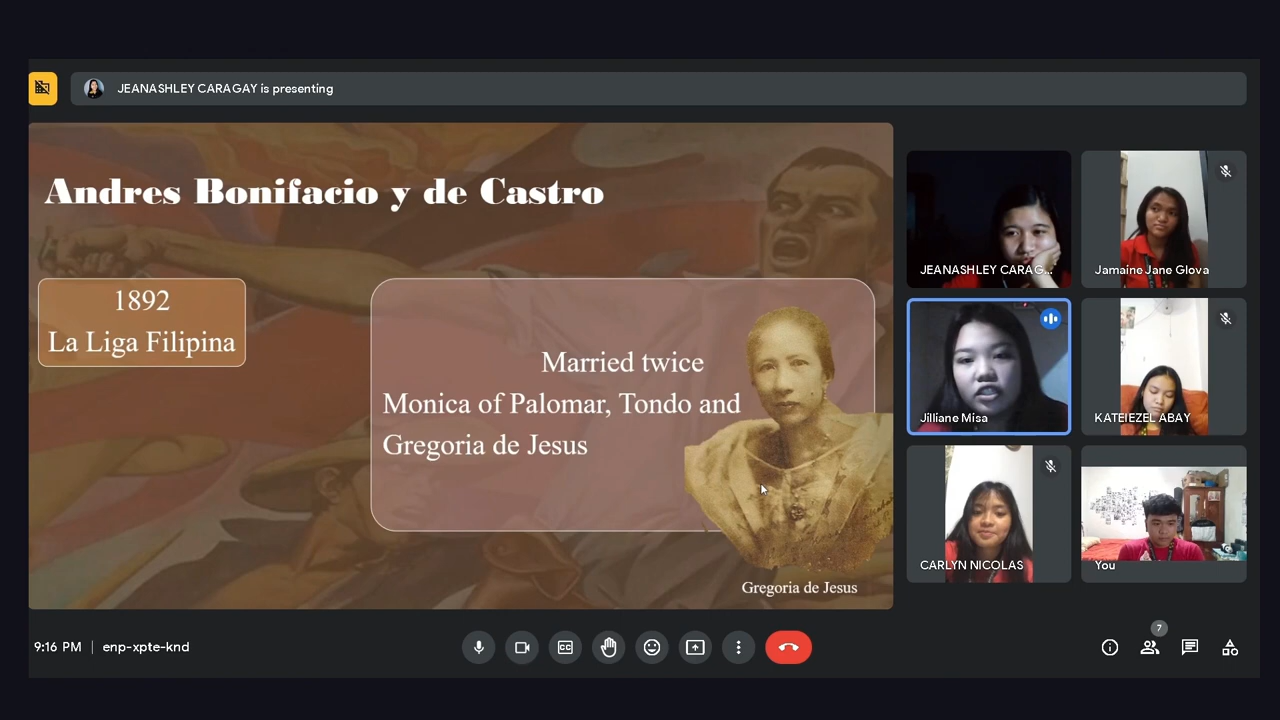 JEANASHLEY CARAGAY is presenting
Andres Bonifacio y de Castro
1892
La Liga Filipina
Married twice
Monica of Palomar, Tondo and
Gregoria de Jesus
Gregoria de Jesus
JEANASHLEY CARAG...
Jamaine Jane Glova
Jilliane Misa
KATEIEZEL ABAY
CARLYN NICOLAS
You
9:16 PM | enp-xpte-knd
CC
7